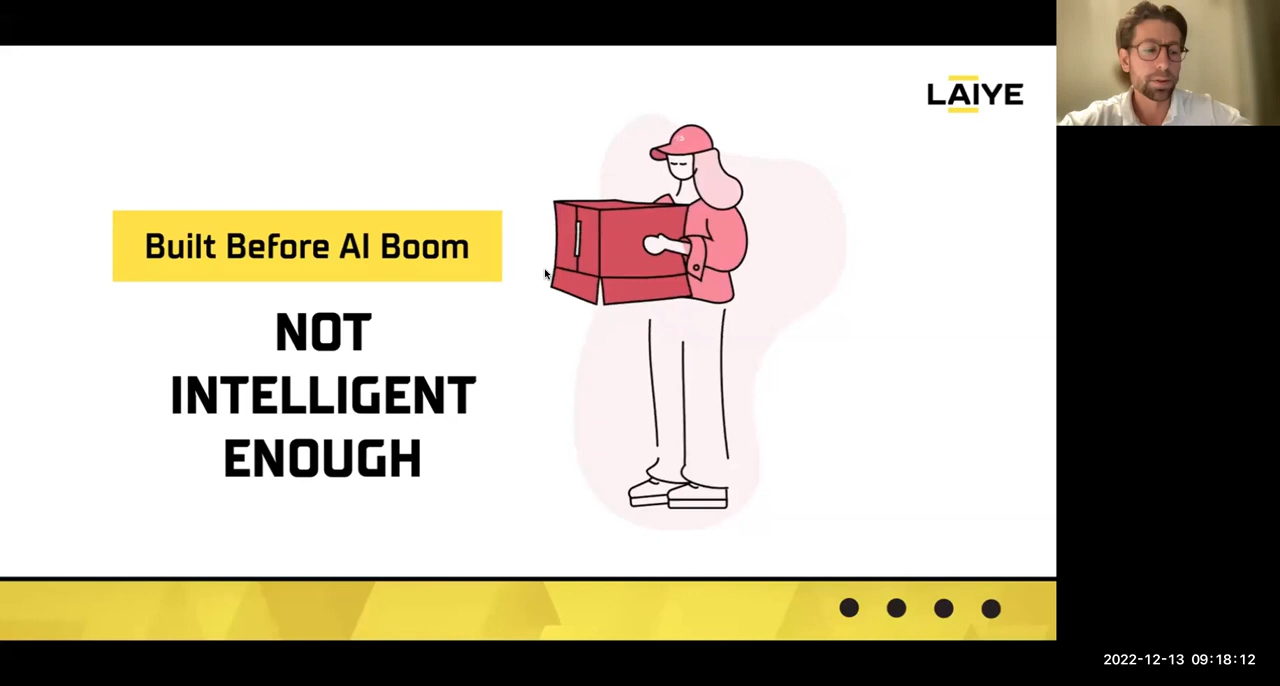 LAIYE
Built Before AI Boom
NOT
INTELLIGENT
ENOUGH
2022-12-13 09:18:12